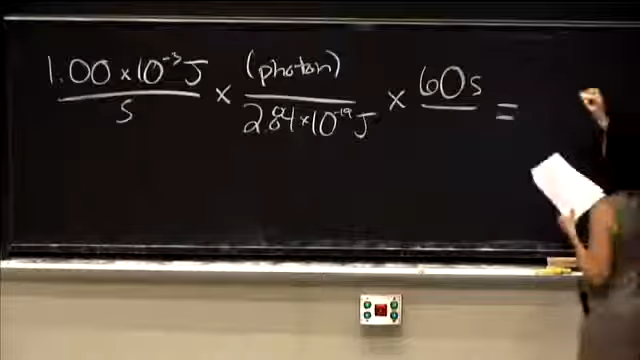 1.00 × 10⁻³ J / s × (photon) / 2.84 × 10⁻¹⁹ J × 60 s =